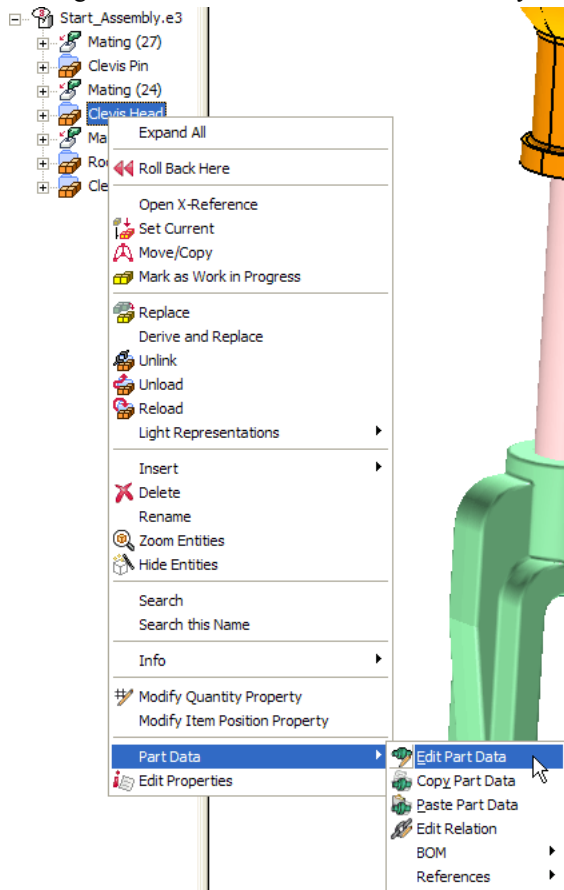 Start_Assembly.e3
Mating (27)
Clevis Pin
Mating (24)
Clevis Head
Ma
Ro
Cle
Expand All
Roll Back Here
Open X-Reference
Set Current
Move/Copy
Mark as Work in Progress
Replace
Derive and Replace
Unlink
Unload
Reload
Light Representations
Insert
Delete
Rename
Zoom Entities
Hide Entities
Search
Search this Name
Info
Modify Quantity Property
Modify Item Position Property
Part Data
Edit Properties
Edit Part Data
Copy Part Data
Paste Part Data
Edit Relation
BOM
References